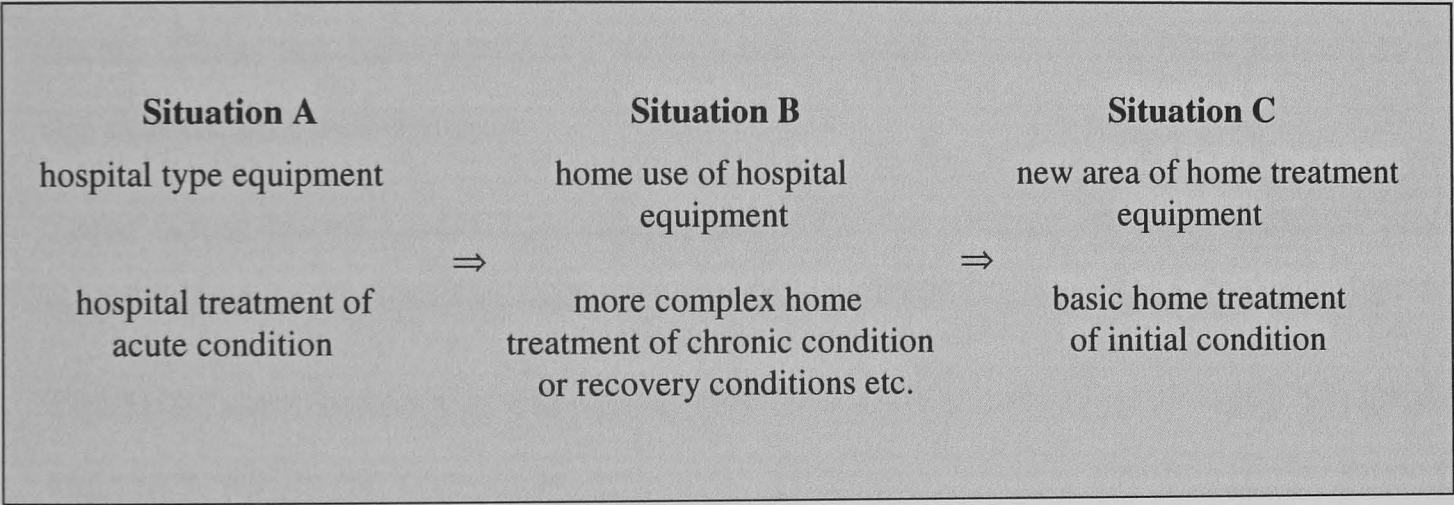 Situation A
hospital type equipment
hospital treatment of
acute condition
⇒
Situation B
home use of hospital
equipment
more complex home
treatment of chronic condition
or recovery conditions etc.
⇒
Situation C
new area of home treatment
equipment
basic home treatment
of initial condition